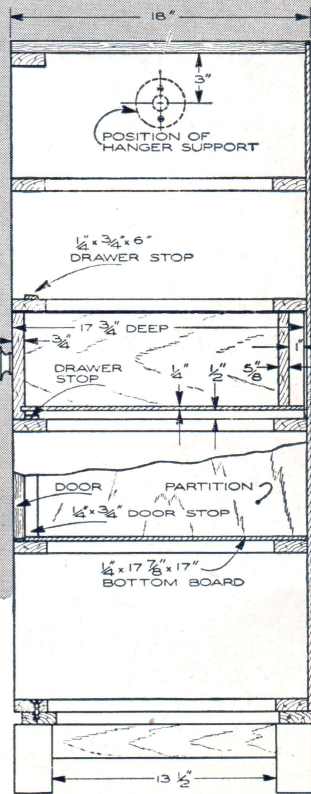 18"
3"
POSITION OF
HANGER SUPPORT
1/4" x 3/4" x 6"
DRAWER STOP
17 3/4" DEEP
3/4"
1"
DRAWER
STOP
1/4"
1/2"
5/8"
DOOR
PARTITION
1/4" x 3/4" DOOR STOP
1/4" x 17 7/8" x 17"
BOTTOM BOARD
13 1/2"